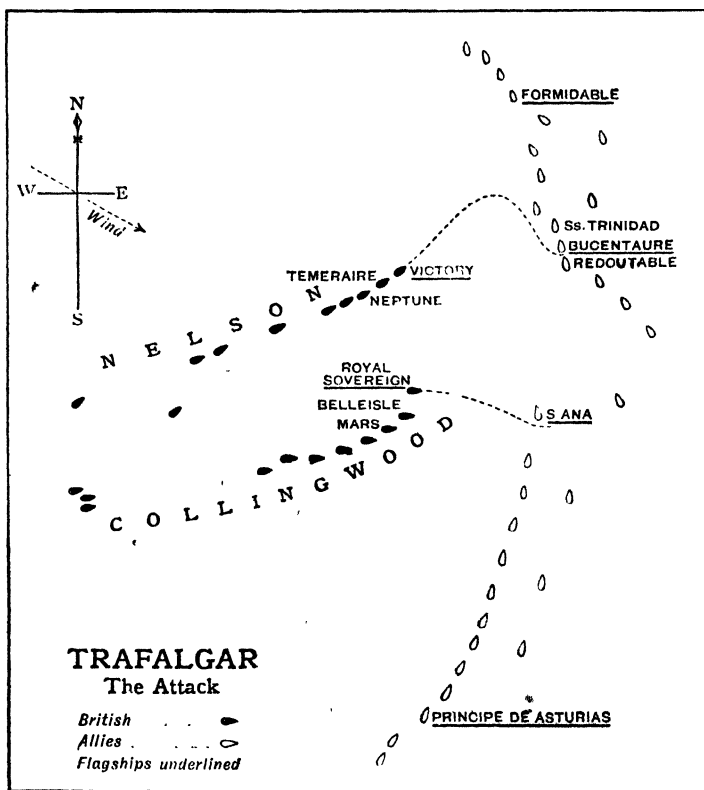 FORMIDABLE
N
W E
Wind
S
Ss. TRINIDAD
BUCENTAURE
REDOUTABLE
TEMERAIRE VICTORY
NEPTUNE
NELSON
ROYAL
SOVEREIGN
BELLEISLE
MARS
S. ANA
COLLINGWOOD
TRAFALGAR
The Attack
British . . .
Allies . . . . .
Flagships underlined
PRINCIPE DE ASTURIAS